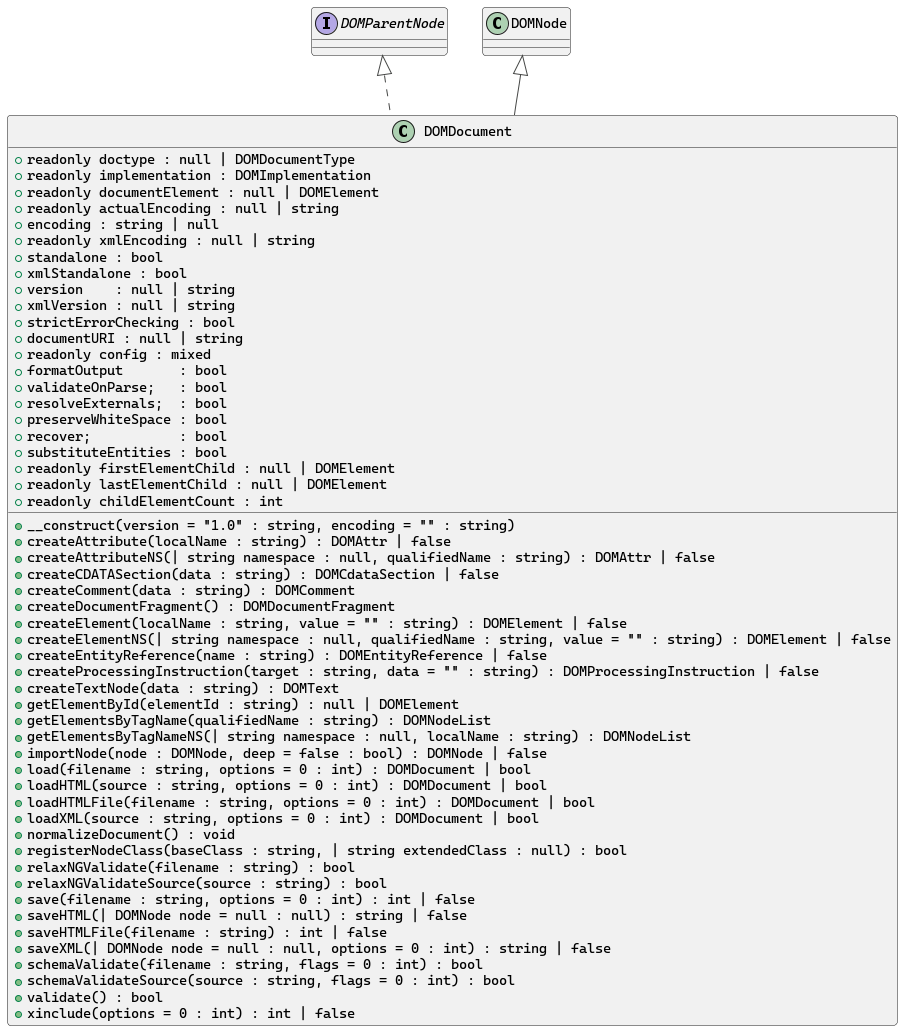 I DOMParentNode
C DOMNode
C DOMDocument
readonly doctype : null | DOMDocumentType
readonly implementation : DOMImplementation
readonly documentElement : null | DOMElement
readonly actualEncoding : null | string
encoding : string | null
readonly xmlEncoding : null | string
standalone : bool
xmlStandalone : bool
version    : null | string
xmlVersion : null | string
strictErrorChecking : bool
documentURI : null | string
readonly config : mixed
formatOutput       : bool
validateOnParse;   : bool
resolveExternals;  : bool
preserveWhiteSpace : bool
recover;           : bool
substituteEntities : bool
readonly firstElementChild : null | DOMElement
readonly lastElementChild : null | DOMElement
readonly childElementCount : int
__construct(version = "1.0" : string, encoding = "" : string)
createAttribute(localName : string) : DOMAttr | false
createAttributeNS(| string namespace : null, qualifiedName : string) : DOMAttr | false
createCDATASection(data : string) : DOMCdataSection | false
createComment(data : string) : DOMComment
createDocumentFragment() : DOMDocumentFragment
createElement(localName : string, value = "" : string) : DOMElement | false
createElementNS(| string namespace : null, qualifiedName : string, value = "" : string) : DOMElement | false
createEntityReference(name : string) : DOMEntityReference | false
createProcessingInstruction(target : string, data = "" : string) : DOMProcessingInstruction | false
createTextNode(data : string) : DOMText
getElementById(elementId : string) : null | DOMElement
getElementsByTagName(qualifiedName : string) : DOMNodeList
getElementsByTagNameNS(| string namespace : null, localName : string) : DOMNodeList
importNode(node : DOMNode, deep = false : bool) : DOMNode | false
load(filename : string, options = 0 : int) : DOMDocument | bool
loadHTML(source : string, options = 0 : int) : DOMDocument | bool
loadHTMLFile(filename : string, options = 0 : int) : DOMDocument | bool
loadXML(source : string, options = 0 : int) : DOMDocument | bool
normalizeDocument() : void
registerNodeClass(baseClass : string, | string extendedClass : null) : bool
relaxNGValidate(filename : string) : bool
relaxNGValidateSource(source : string) : bool
save(filename : string, options = 0 : int) : int | false
saveHTML(| DOMNode node = null : null) : string | false
saveHTMLFile(filename : string) : int | false
saveXML(| DOMNode node = null : null, options = 0 : int) : string | false
schemaValidate(filename : string, flags = 0 : int) : bool
schemaValidateSource(source : string, flags = 0 : int) : bool
validate() : bool
xinclude(options = 0 : int) : int | false